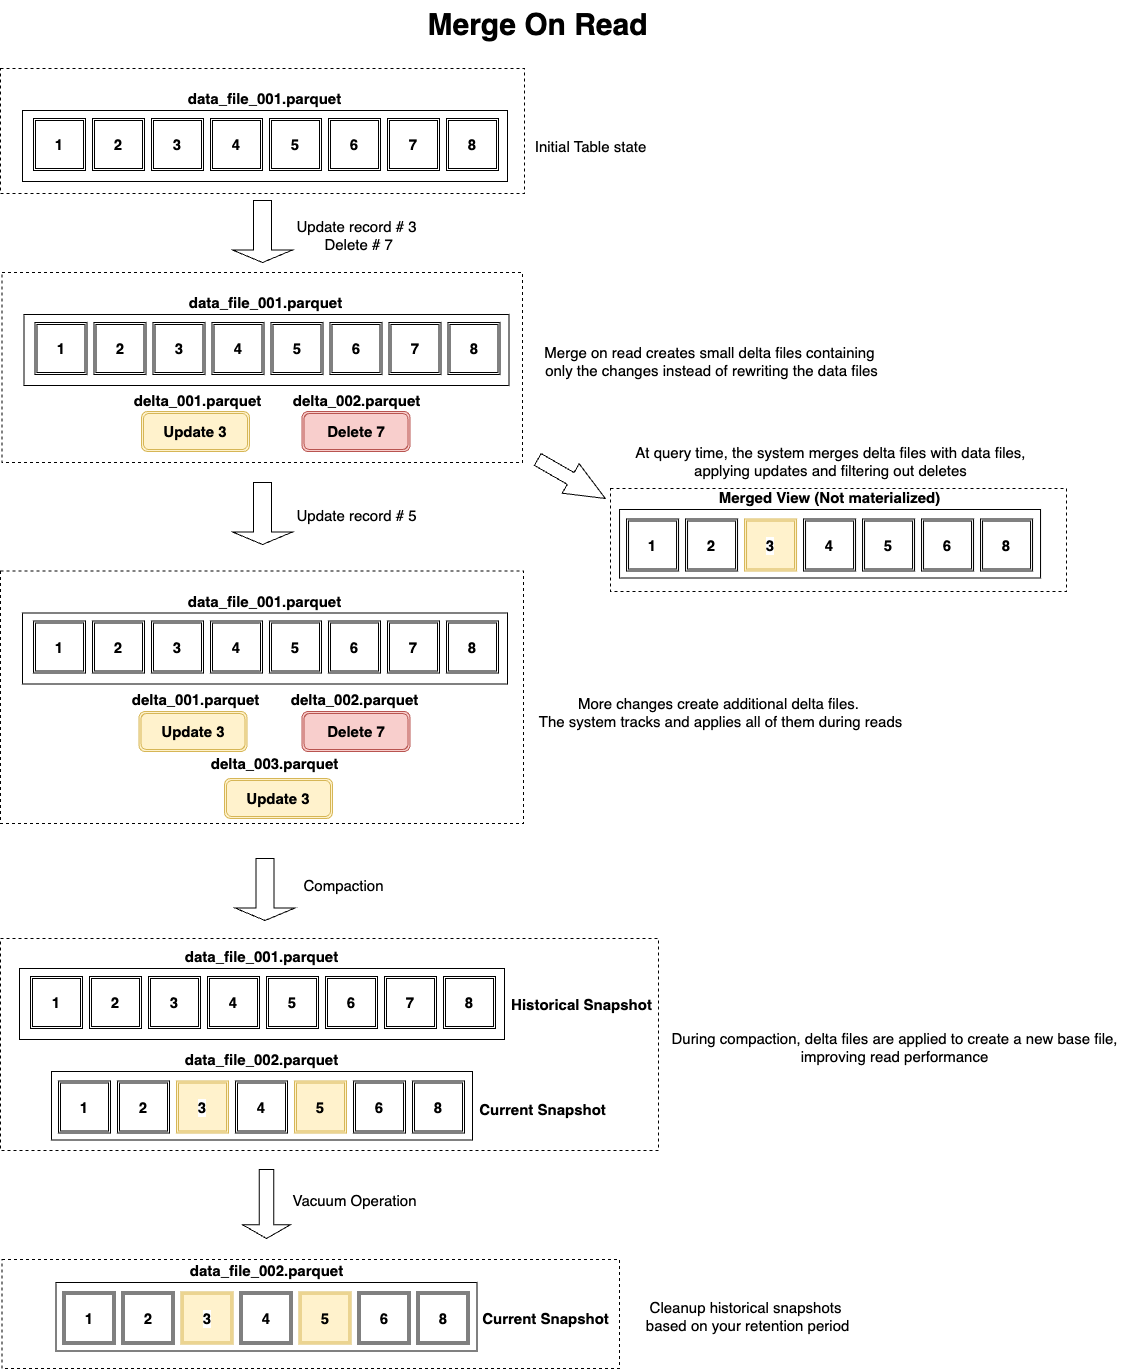 Merge On Read
data_file_001.parquet
1 2 3 4 5 6 7 8
Initial Table state
Update record # 3
Delete # 7
data_file_001.parquet
1 2 3 4 5 6 7 8
Merge on read creates small delta files containing
only the changes instead of rewriting the data files
delta_001.parquet delta_002.parquet
Update 3 Delete 7
At query time, the system merges delta files with data files,
applying updates and filtering out deletes
Merged View (Not materialized)
1 2 3 4 5 6 8
Update record # 5
data_file_001.parquet
1 2 3 4 5 6 7 8
delta_001.parquet delta_002.parquet
Update 3 Delete 7
delta_003.parquet
Update 3
More changes create additional delta files.
The system tracks and applies all of them during reads
Compaction
data_file_001.parquet
1 2 3 4 5 6 7 8
Historical Snapshot
data_file_002.parquet
1 2 3 4 5 6 8
Current Snapshot
During compaction, delta files are applied to create a new base file,
improving read performance
Vacuum Operation
data_file_002.parquet
1 2 3 4 5 6 8
Current Snapshot
Cleanup historical snapshots
based on your retention period